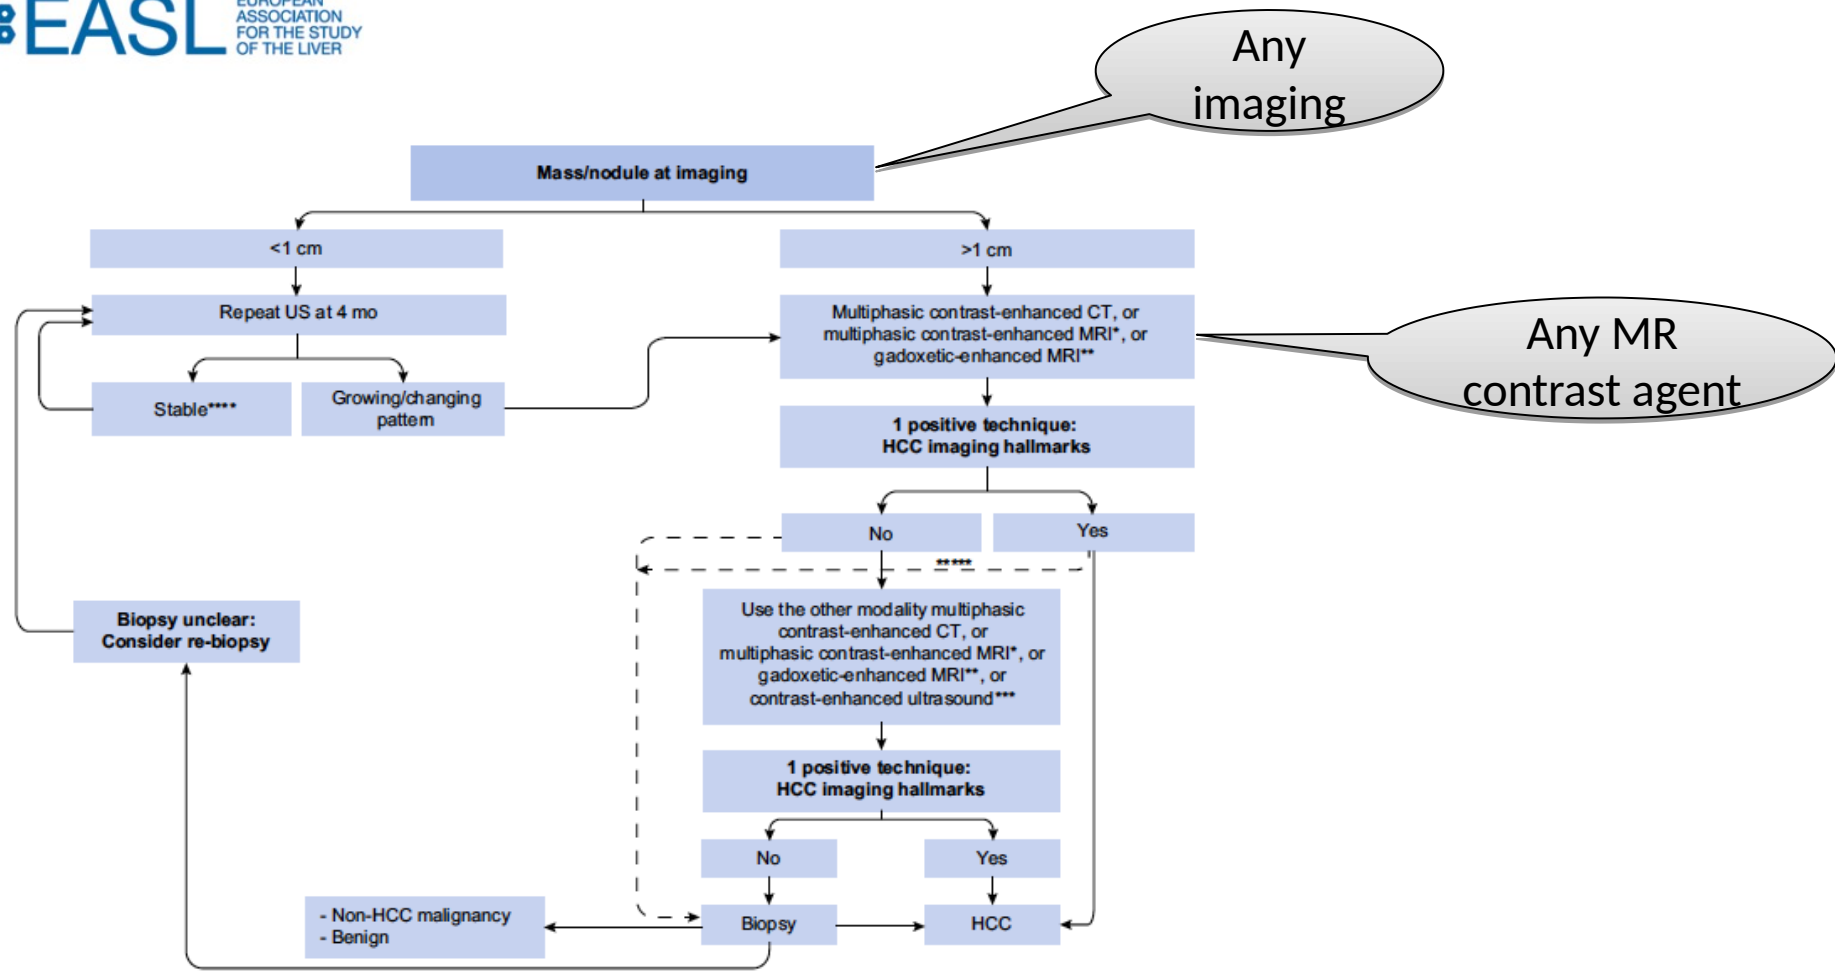 EASL
EUROPEAN
ASSOCIATION
FOR THE STUDY
OF THE LIVER
Any
imaging
Mass/nodule at imaging
<1 cm
>1 cm
Repeat US at 4 mo
Multiphasic contrast-enhanced CT, or
multiphasic contrast-enhanced MRI*, or
gadoxetic-enhanced MRI**
Any MR
contrast agent
Stable****
Growing/changing
pattern
1 positive technique:
HCC imaging hallmarks
No
Yes
*****
Biopsy unclear:
Consider re-biopsy
Use the other modality multiphasic
contrast-enhanced CT, or
multiphasic contrast-enhanced MRI*, or
gadoxetic-enhanced MRI**, or
contrast-enhanced ultrasound***
1 positive technique:
HCC imaging hallmarks
No
Yes
- Non-HCC malignancy
- Benign
Biopsy
HCC